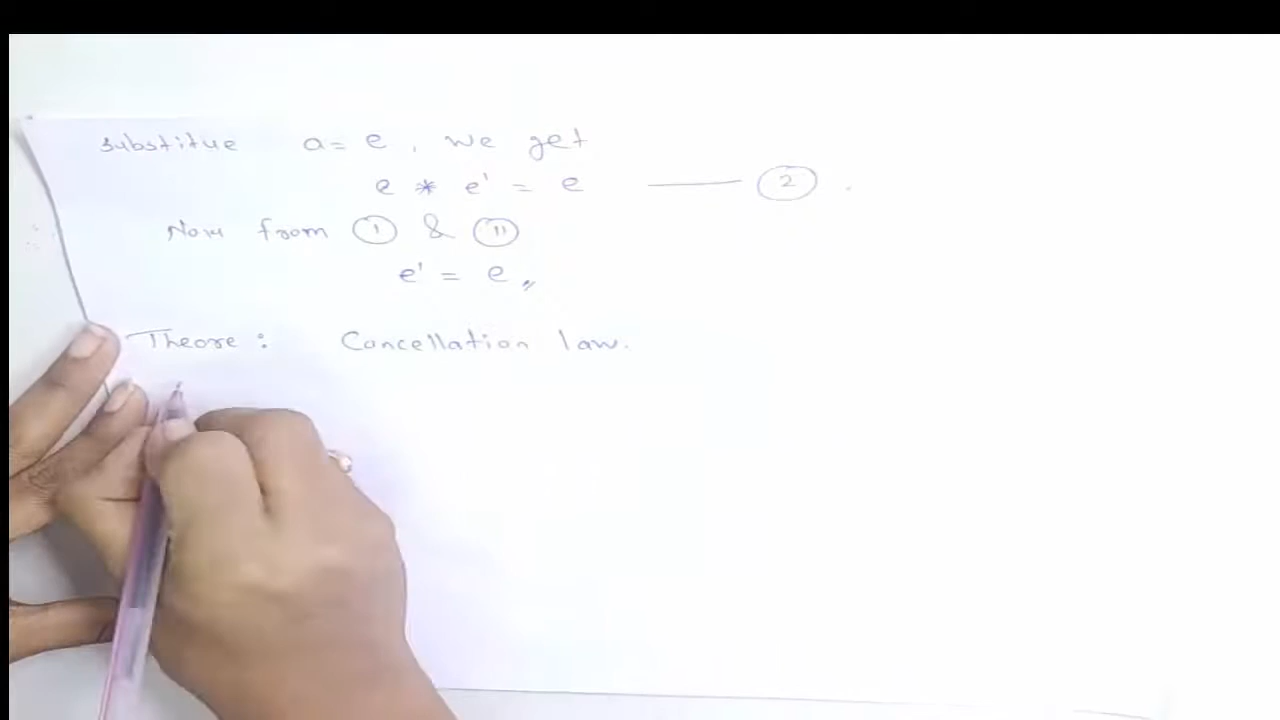 substitue a = e , we get
e * e' = e —— 2 .
Now from 1 & 11
e' = e ,,
Theore : Cancellation law.